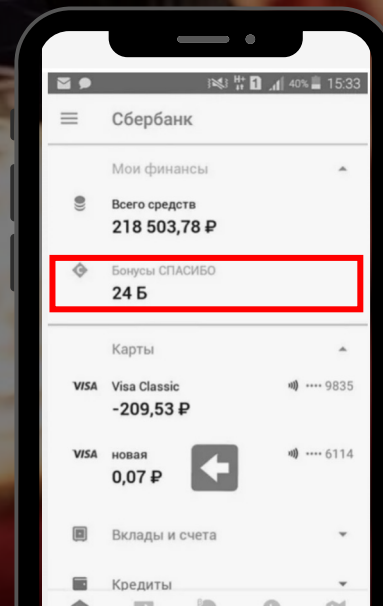 H+ 1 40% 15:33
Сбербанк
Мои финансы
Всего средств
218 503,78 ₽
Бонусы СПАСИБО
24 Б
Карты
VISA Visa Classic •••• 9835
-209,53 ₽
VISA новая •••• 6114
0,07 ₽
Вклады и счета
Кредиты